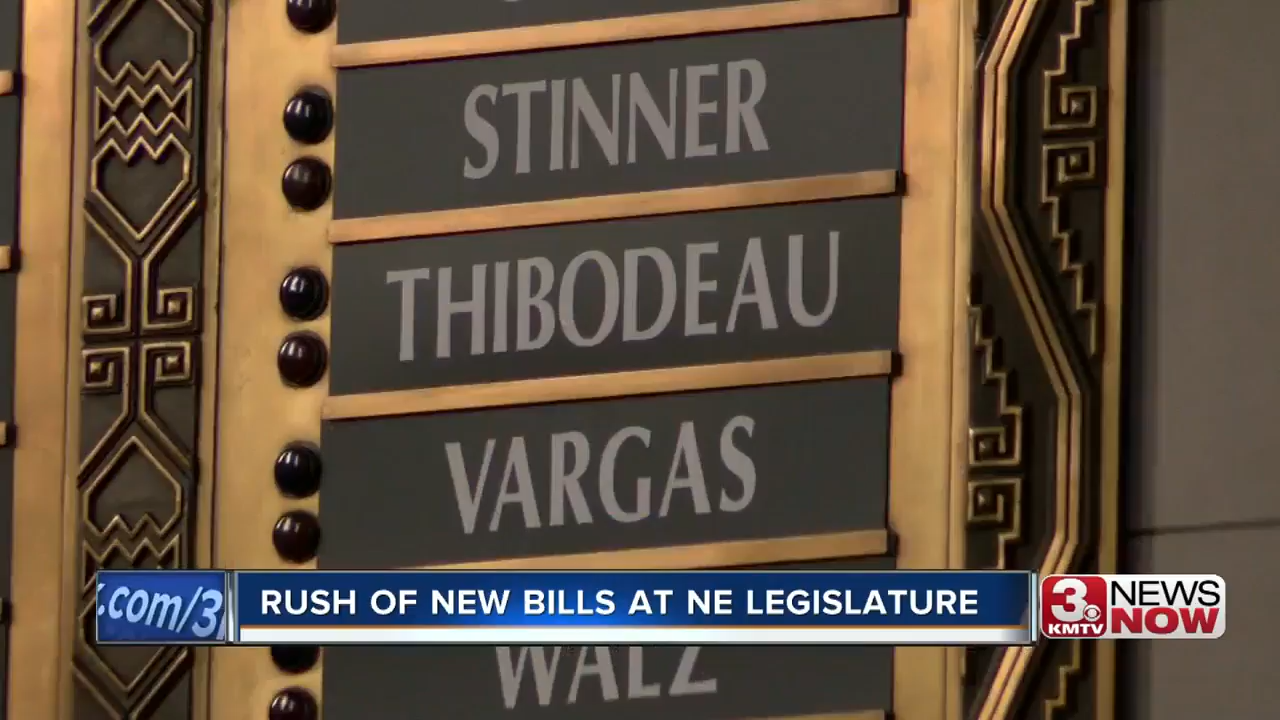 STINNER
THIBODEAU
VARGAS
WALZ
.com/3
RUSH OF NEW BILLS AT NE LEGISLATURE
3
KMTV
NEWS
NOW